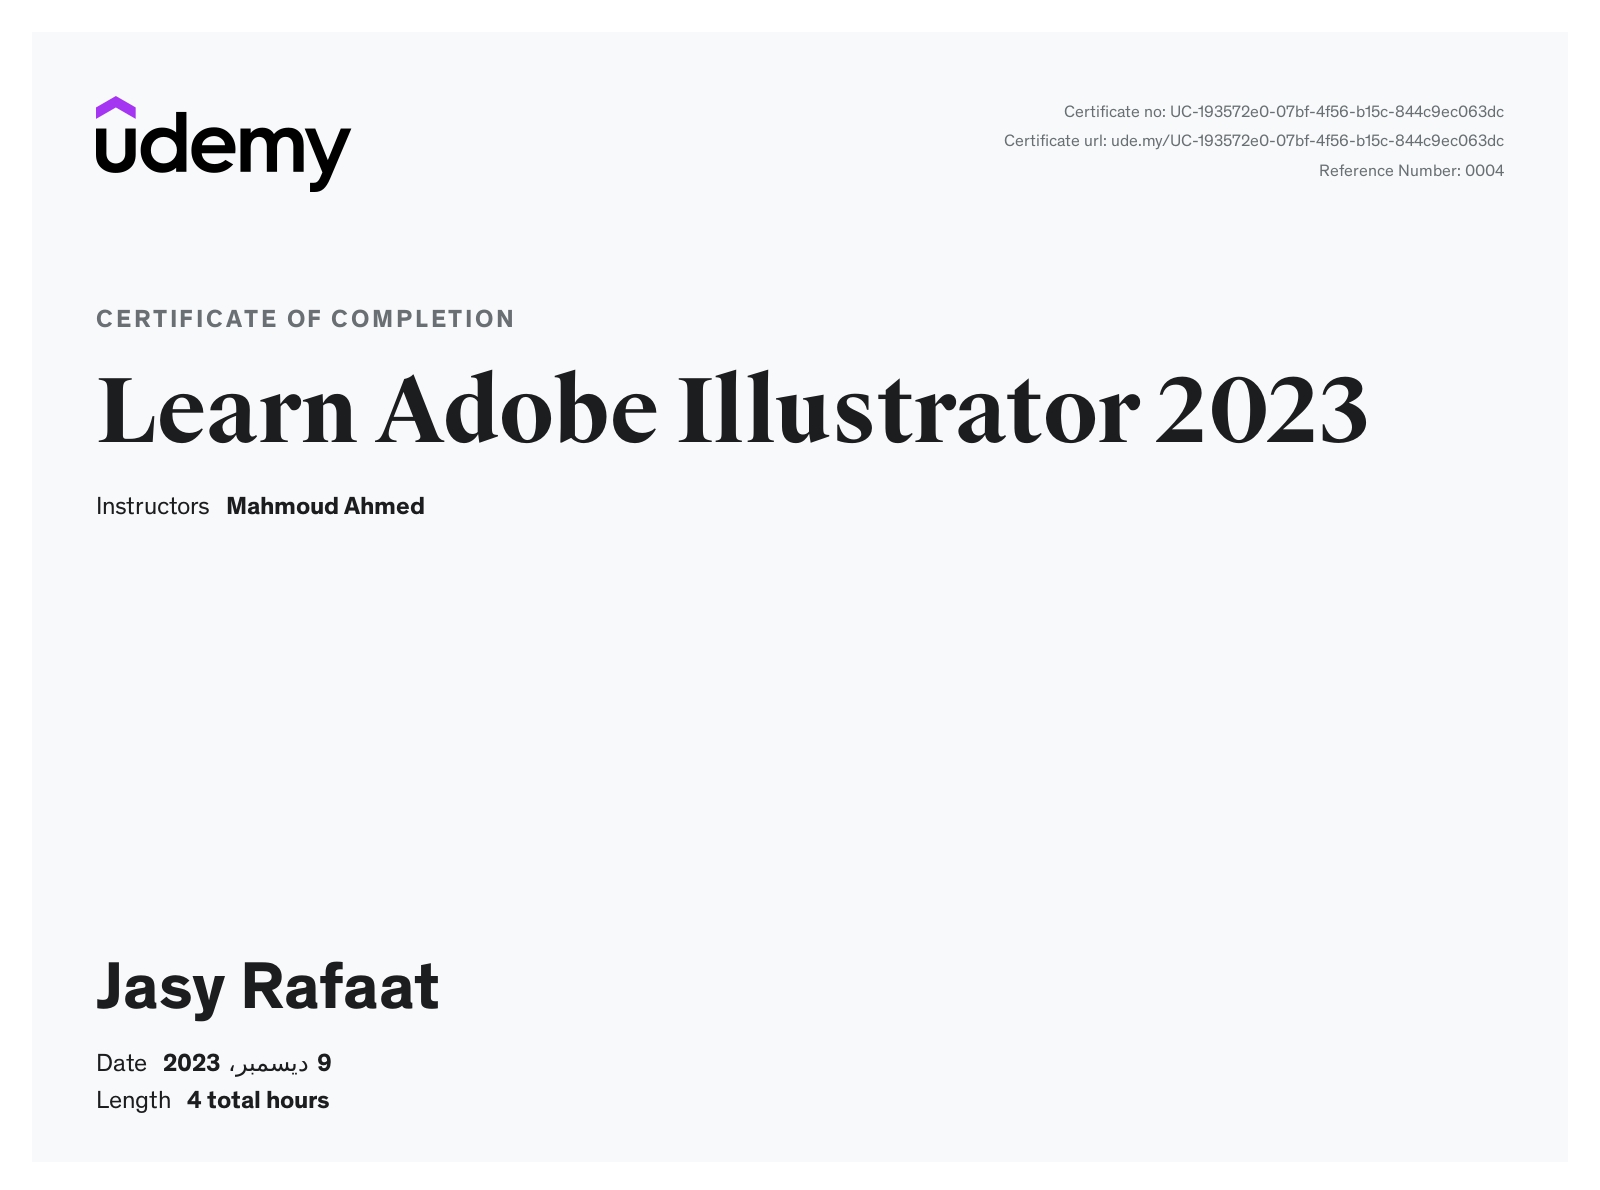 udemy
Certificate no: UC-193572e0-07bf-4f56-b15c-844c9ec063dc
Certificate url: ude.my/UC-193572e0-07bf-4f56-b15c-844c9ec063dc
Reference Number: 0004
CERTIFICATE OF COMPLETION
Learn Adobe Illustrator 2023
Instructors Mahmoud Ahmed
Jasy Rafaat
Date 9 ديسمبر، 2023
Length 4 total hours